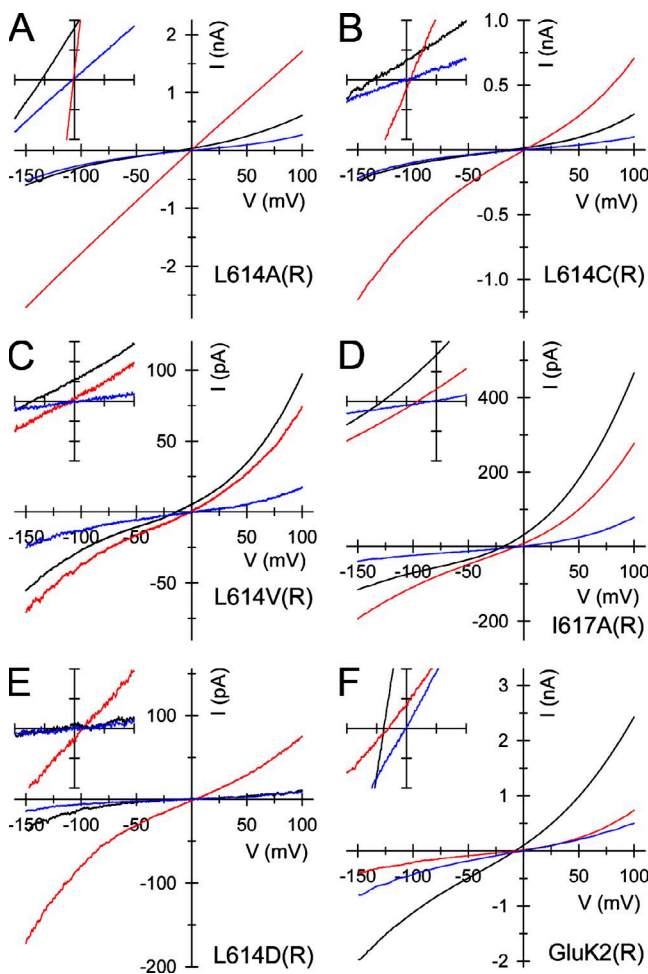 A
I (nA)
2
1
-150 -100 -50 50 100
V (mV)
-1
-2
L614A(R)
B
I (nA)
1.0
0.5
-150 -100 -50 50 100
V (mV)
-0.5
-1.0
L614C(R)
C
I (pA)
100
50
-150 -100 -50 50 100
V (mV)
-50
L614V(R)
D
I (pA)
400
200
-150 -100 -50 50 100
V (mV)
-200
I617A(R)
E
I (pA)
100
-150 -100 -50 50 100
V (mV)
-100
-200
L614D(R)
F
I (nA)
3
2
1
-150 -100 -50 50 100
V (mV)
-1
-2
GluK2(R)